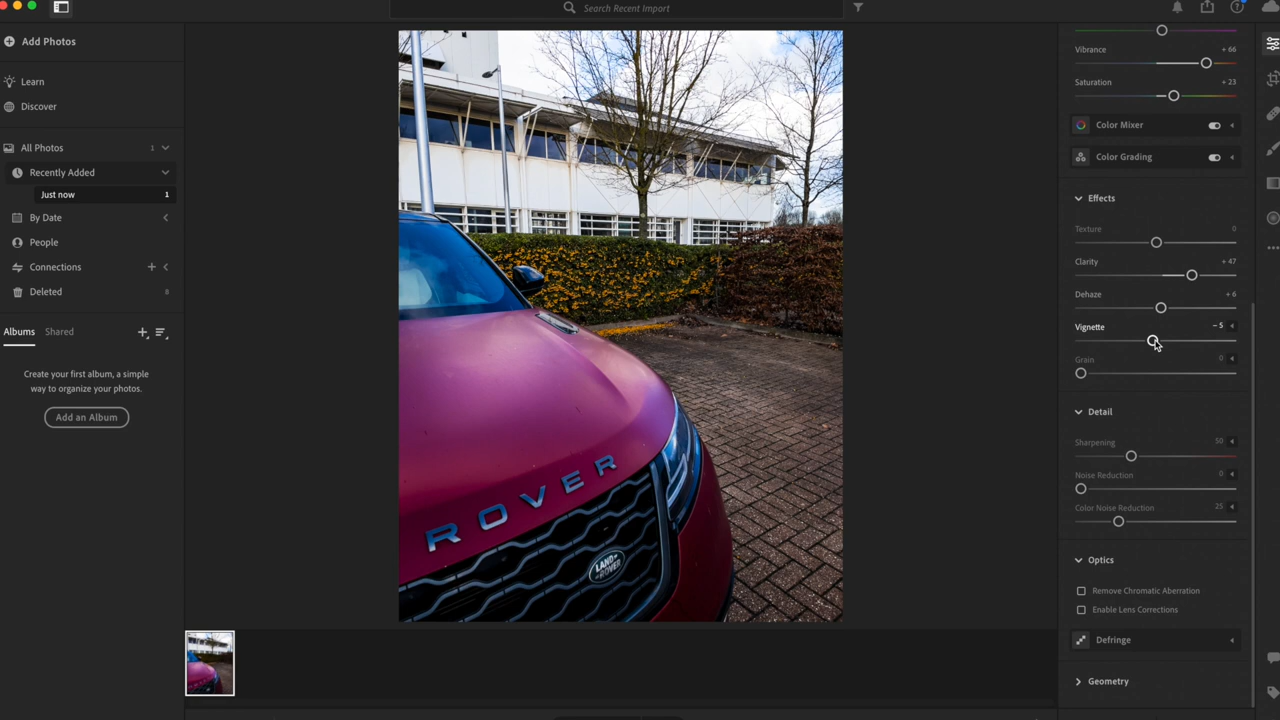 Search Recent Import
Add Photos
Learn
Discover
All Photos 1
Recently Added
Just now 1
By Date
People
Connections
Deleted 8
Albums Shared
Create your first album, a simple
way to organize your photos.
Add an Album
ROVER
LAND
ROVER
Vibrance + 66
Saturation + 23
Color Mixer
Color Grading
Effects
Texture 0
Clarity + 47
Dehaze + 6
Vignette - 5
Grain 0
Detail
Sharpening 50
Noise Reduction 0
Color Noise Reduction 25
Optics
Remove Chromatic Aberration
Enable Lens Corrections
Defringe
Geometry